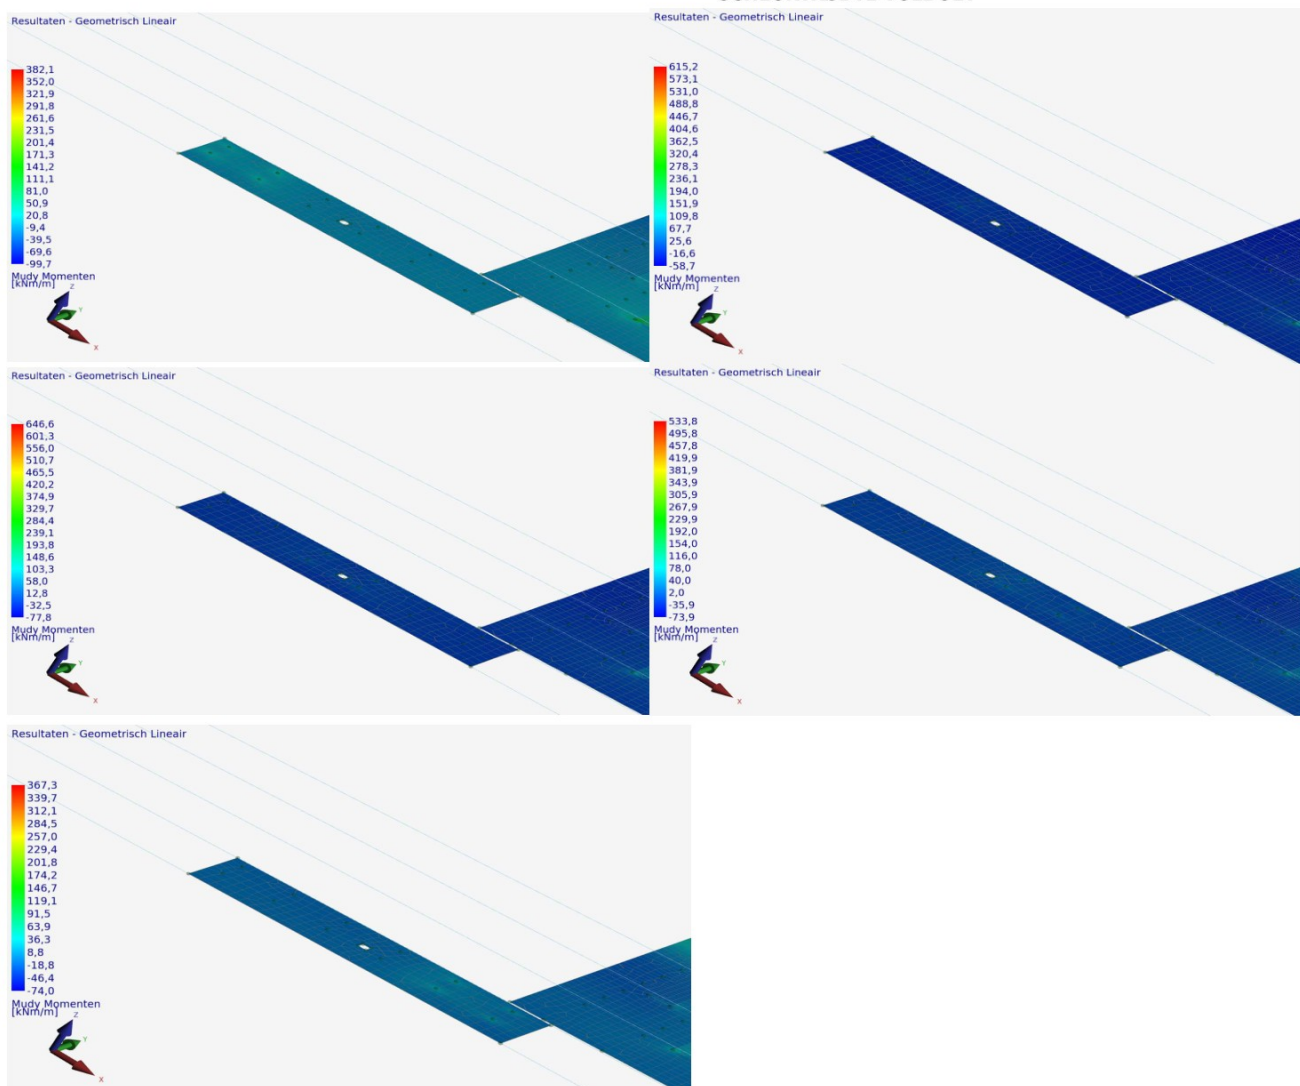 Resultaten - Geometrisch Lineair
382,1
352,0
321,9
291,8
261,6
231,5
201,4
171,3
141,2
111,1
81,0
50,9
20,8
-9,4
-39,5
-69,6
-99,7
Mudy Momenten
[kNm/m]
Z
Y
X
Resultaten - Geometrisch Lineair
615,2
573,1
531,0
488,8
446,7
404,6
362,5
320,4
278,3
236,1
194,0
151,9
109,8
67,7
25,6
-16,6
-58,7
Mudy Momenten
[kNm/m]
Z
Y
X
Resultaten - Geometrisch Lineair
646,6
601,3
556,0
510,7
465,5
420,2
374,9
329,7
284,4
239,1
193,8
148,6
103,3
58,0
12,8
-32,5
-77,8
Mudy Momenten
[kNm/m]
Z
Y
X
Resultaten - Geometrisch Lineair
533,8
495,8
457,8
419,9
381,9
343,9
305,9
267,9
229,9
192,0
154,0
116,0
78,0
40,0
2,0
-35,9
-73,9
Mudy Momenten
[kNm/m]
Z
Y
X
Resultaten - Geometrisch Lineair
367,3
339,7
312,1
284,5
257,0
229,4
201,8
174,2
146,7
119,1
91,5
63,9
36,3
8,8
-18,8
-46,4
-74,0
Mudy Momenten
[kNm/m]
Z
Y
X